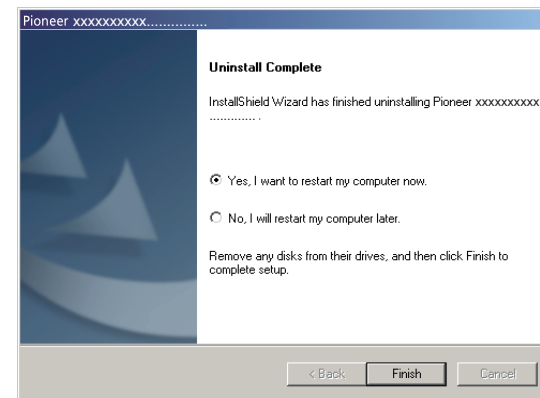 Pioneer xxxxxxxxxx...............
Uninstall Complete
InstallShield Wizard has finished uninstalling Pioneer xxxxxxxxxx
............. .
Yes, I want to restart my computer now.
No, I will restart my computer later.
Remove any disks from their drives, and then click Finish to
complete setup.
< Back Finish Cancel